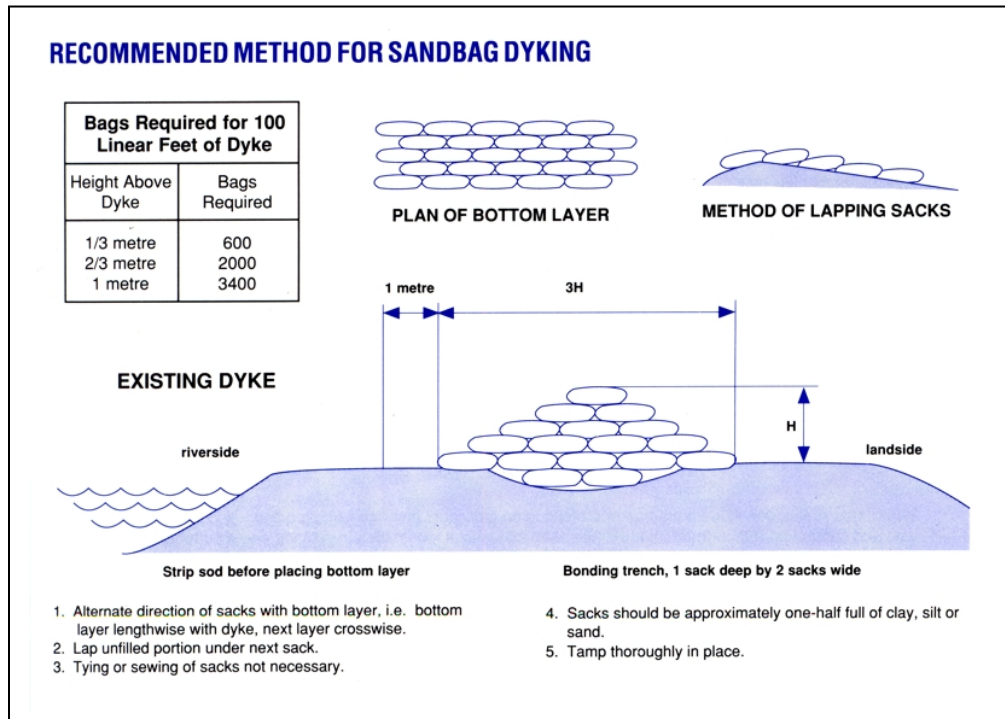 RECOMMENDED METHOD FOR SANDBAG DYKING
Bags Required for 100
Linear Feet of Dyke
Height Above
Dyke
Bags
Required
1/3 metre 600
2/3 metre 2000
1 metre 3400
PLAN OF BOTTOM LAYER
METHOD OF LAPPING SACKS
1 metre
3H
EXISTING DYKE
H
riverside
landside
Strip sod before placing bottom layer
Bonding trench, 1 sack deep by 2 sacks wide
1. Alternate direction of sacks with bottom layer, i.e. bottom
layer lengthwise with dyke, next layer crosswise.
2. Lap unfilled portion under next sack.
3. Tying or sewing of sacks not necessary.
4. Sacks should be approximately one-half full of clay, silt or
sand.
5. Tamp thoroughly in place.